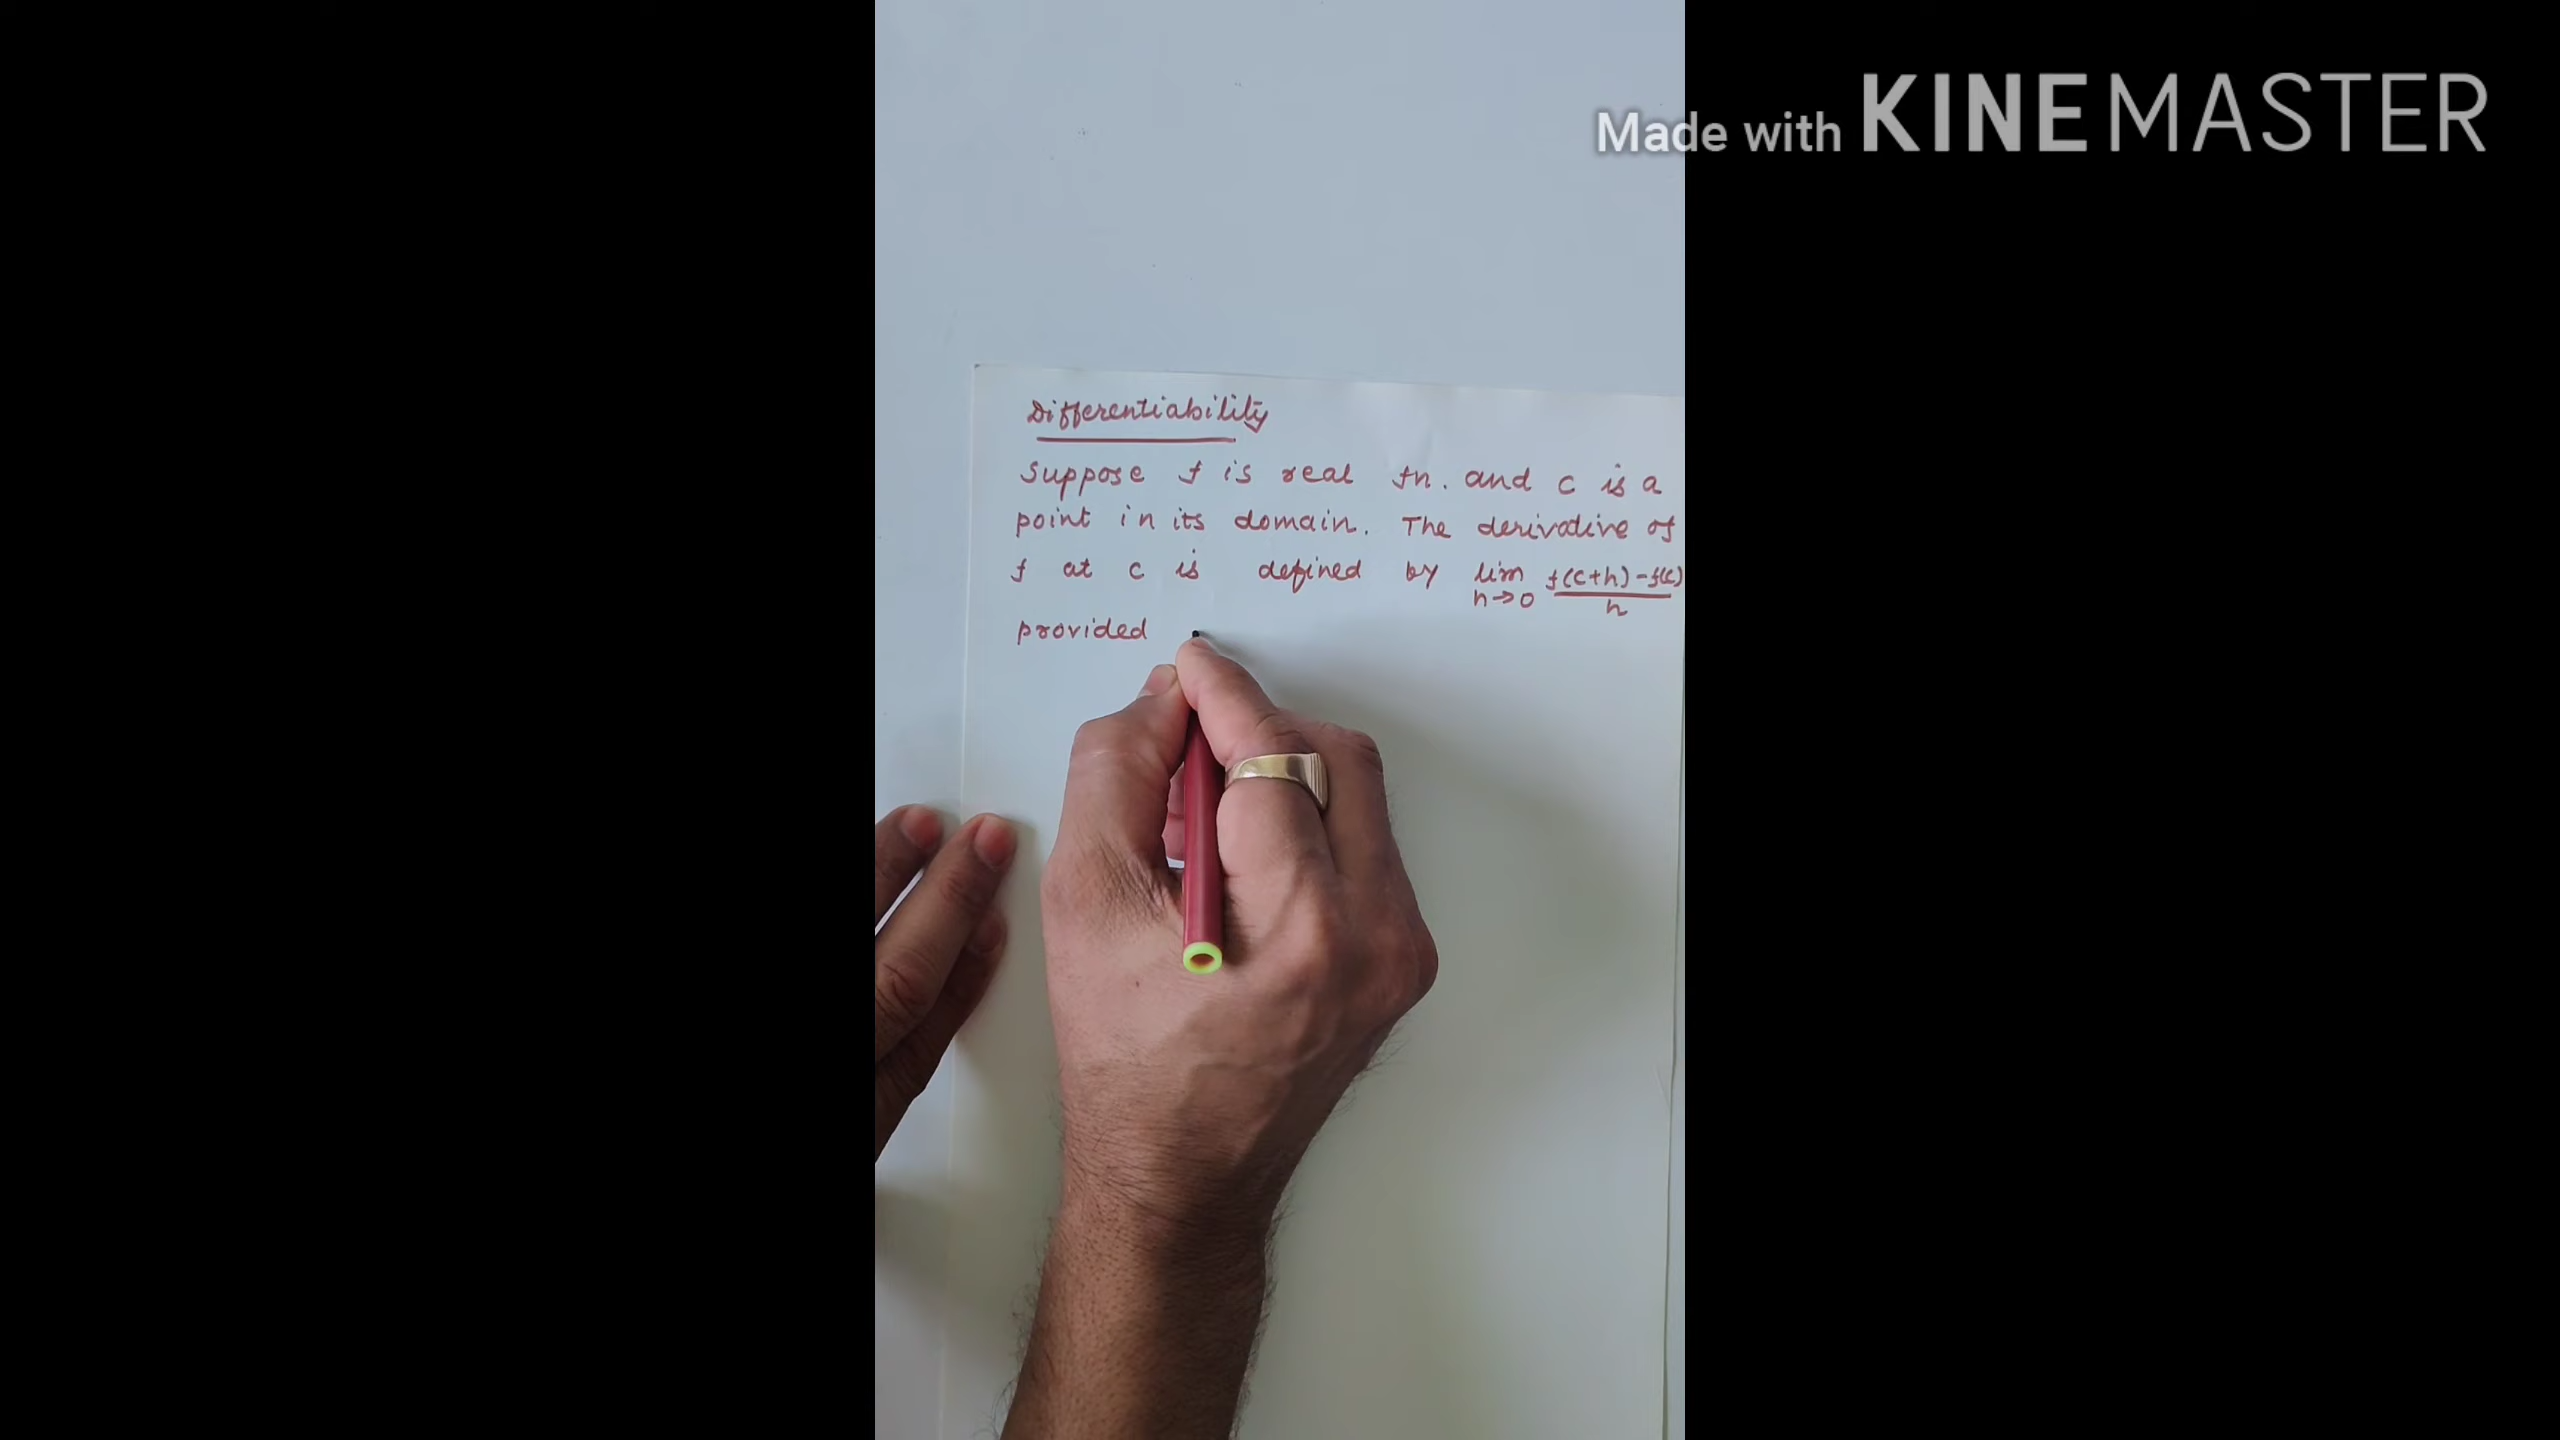 Made with KINEMASTER
Differentiability
Suppose f is real fn. and c is a
point in its domain. The derivative of
f at c is defined by lim h→0 f(c+h)-f(c)/h
provided